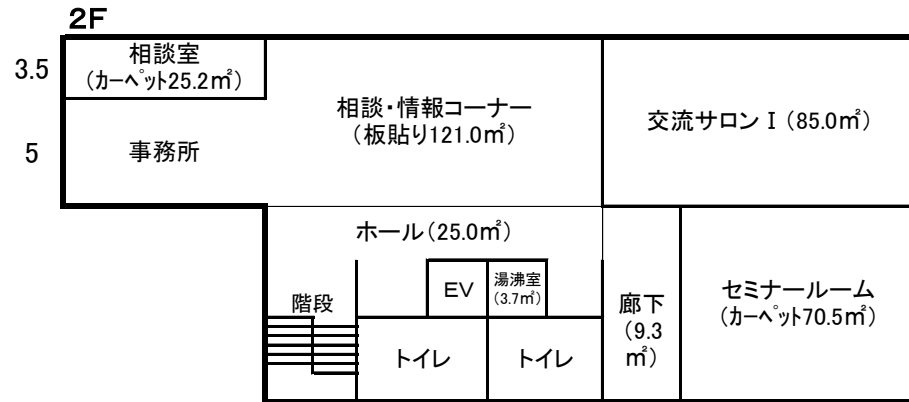 2F
3.5
相談室
(カーペット25.2㎡)
相談・情報コーナー
(板貼り121.0㎡)
交流サロン Ⅰ (85.0㎡)
5
事務所
ホール(25.0㎡)
EV
湯沸室
(3.7㎡)
階段
廊下
(9.3
㎡)
セミナールーム
(カーペット70.5㎡)
トイレ
トイレ